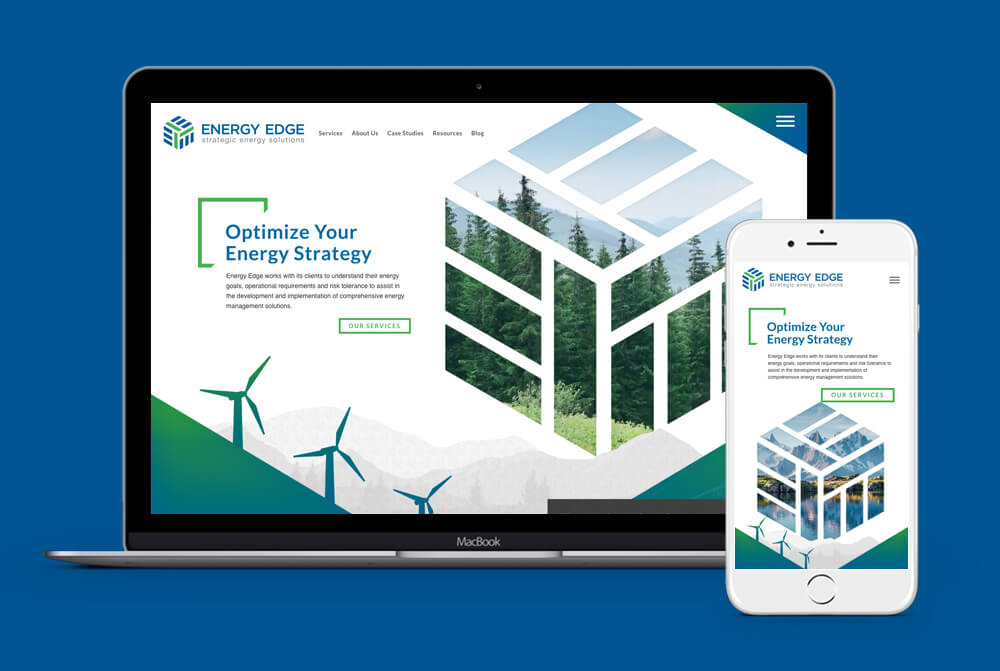 ENERGY EDGE
strategic energy solutions
Services About Us Case Studies Resources Blog
Optimize Your
Energy Strategy
Energy Edge works with its clients to understand their energy
goals, operational requirements and risk tolerance to assist in
the development and implementation of comprehensive energy
management solutions.
OUR SERVICES
MacBook
ENERGY EDGE
strategic energy solutions
Optimize Your
Energy Strategy
Energy Edge works with its clients to understand their
energy goals, operational requirements and risk tolerance to
assist in the development and implementation of
comprehensive energy management solutions.
OUR SERVICES